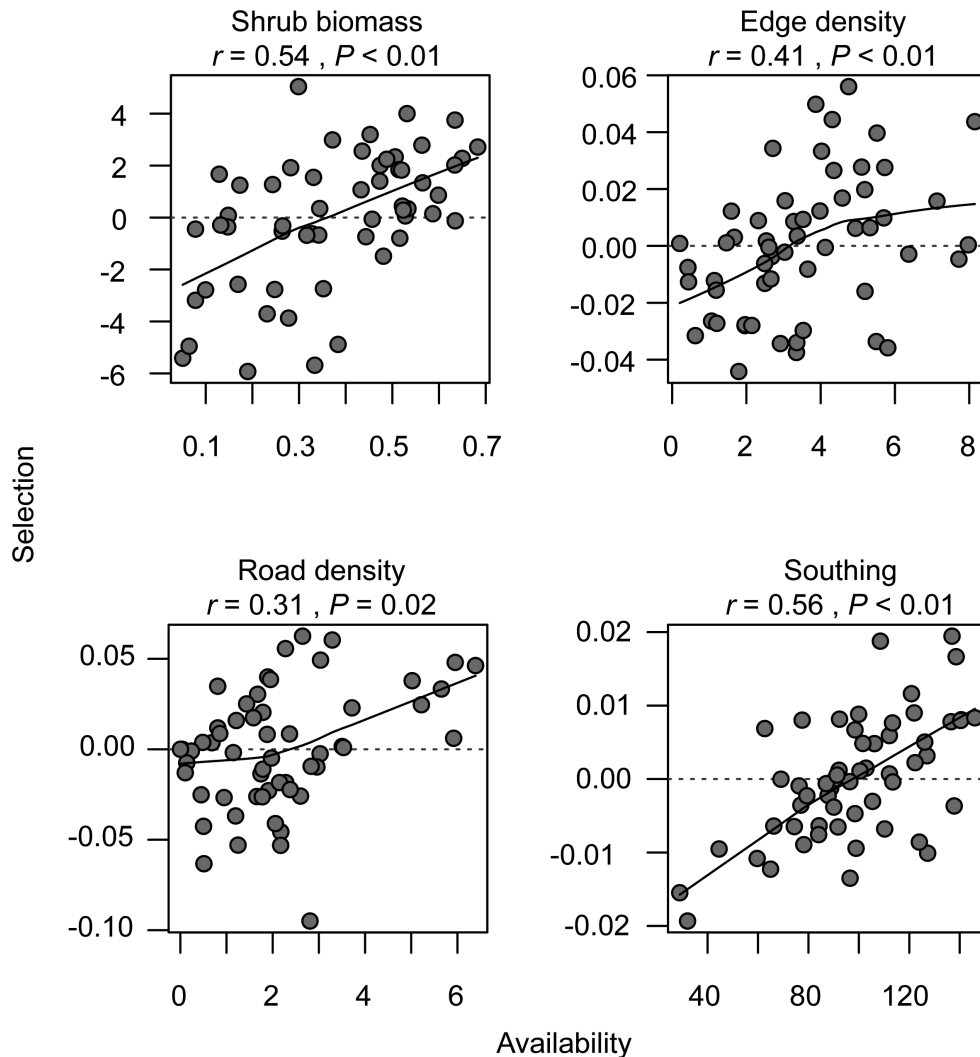 Shrub biomass
r = 0.54 , P < 0.01
4
2
0
-2
-4
-6
0.1 0.3 0.5 0.7
Edge density
r = 0.41 , P < 0.01
0.06
0.04
0.02
0.00
-0.02
-0.04
0 2 4 6 8
Selection
Road density
r = 0.31 , P = 0.02
0.05
0.00
-0.05
-0.10
0 2 4 6
Southing
r = 0.56 , P < 0.01
0.02
0.01
0.00
-0.01
-0.02
40 80 120
Availability